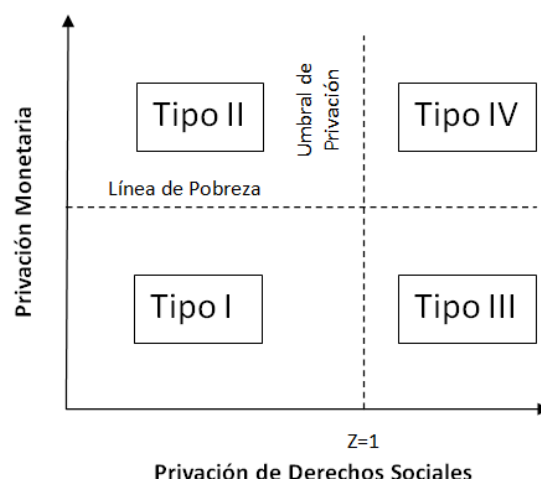 Privación Monetaria
Tipo II
Umbral de
Privación
Tipo IV
Línea de Pobreza
Tipo I
Tipo III
Z=1
Privación de Derechos Sociales